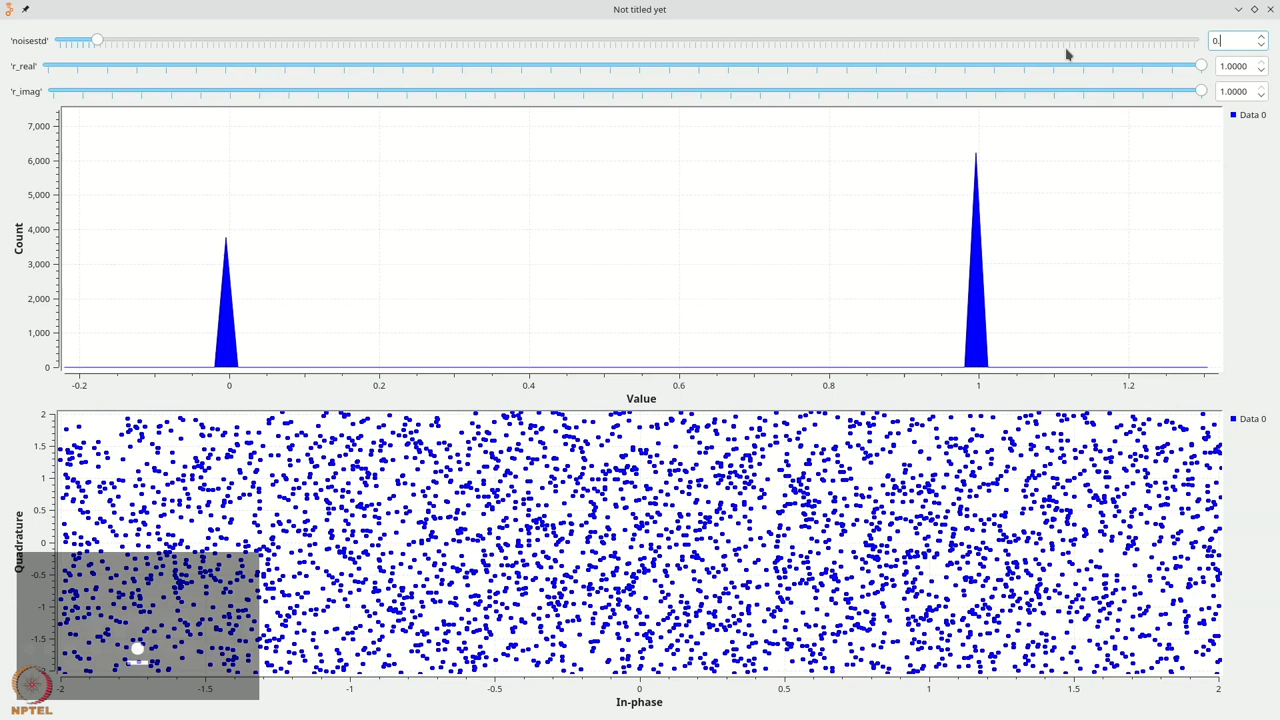 Not titled yet
'noisestd' 0.
'r_real' 1.0000
'r_imag' 1.0000
Data 0
7,000
6,000
5,000
4,000
3,000
2,000
1,000
0
Count
-0.2 0 0.2 0.4 0.6 0.8 1 1.2
Value
Data 0
2
1.5
1
0.5
0
-0.5
-1
-1.5
-2
Quadrature
-2 -1.5 -1 -0.5 0 0.5 1 1.5 2
In-phase
NPTEL